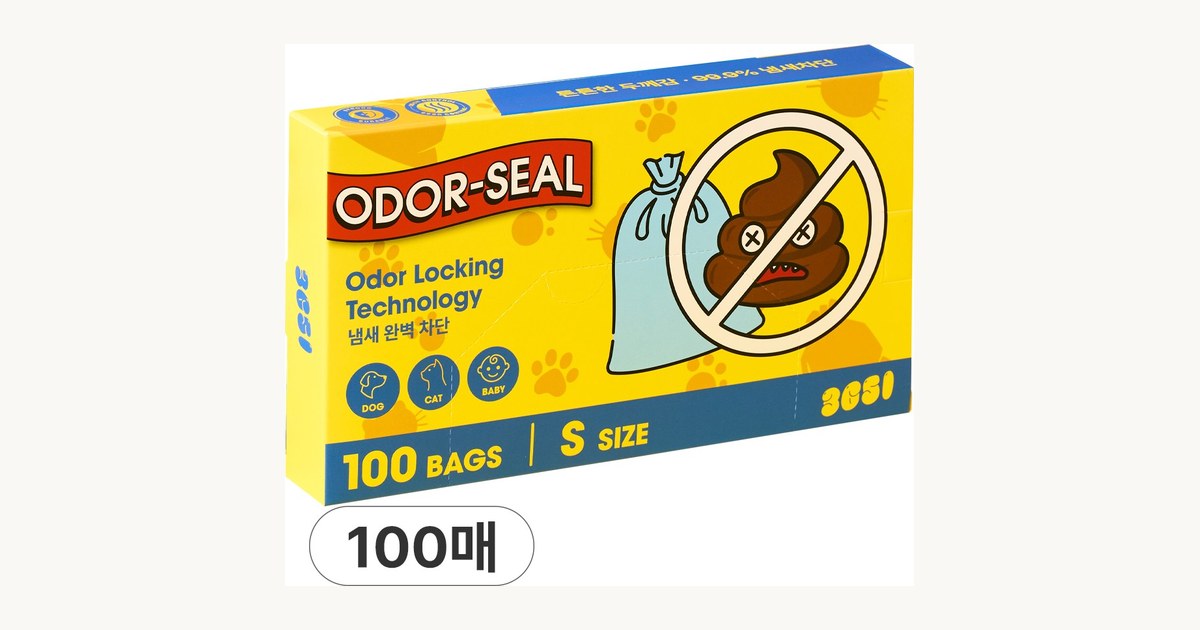 튼튼한 두께감 · 99.9% 냄새차단
ODOR-SEAL
Odor Locking
Technology
냄새 완벽 차단
DOG
CAT
BABY
3651
100 BAGS | S SIZE
3651
100매